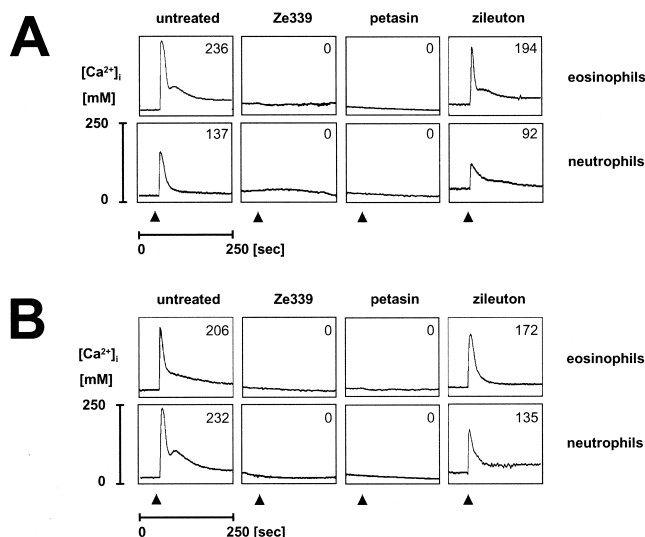 A
untreated Ze339 petasin zileuton
[Ca²⁺]ᵢ
[mM]
236 0 0 194
eosinophils
250
0
137 0 0 92
neutrophils
0 250 [sec]
B
untreated Ze339 petasin zileuton
[Ca²⁺]ᵢ
[mM]
206 0 0 172
eosinophils
250
0
232 0 0 135
neutrophils
0 250 [sec]